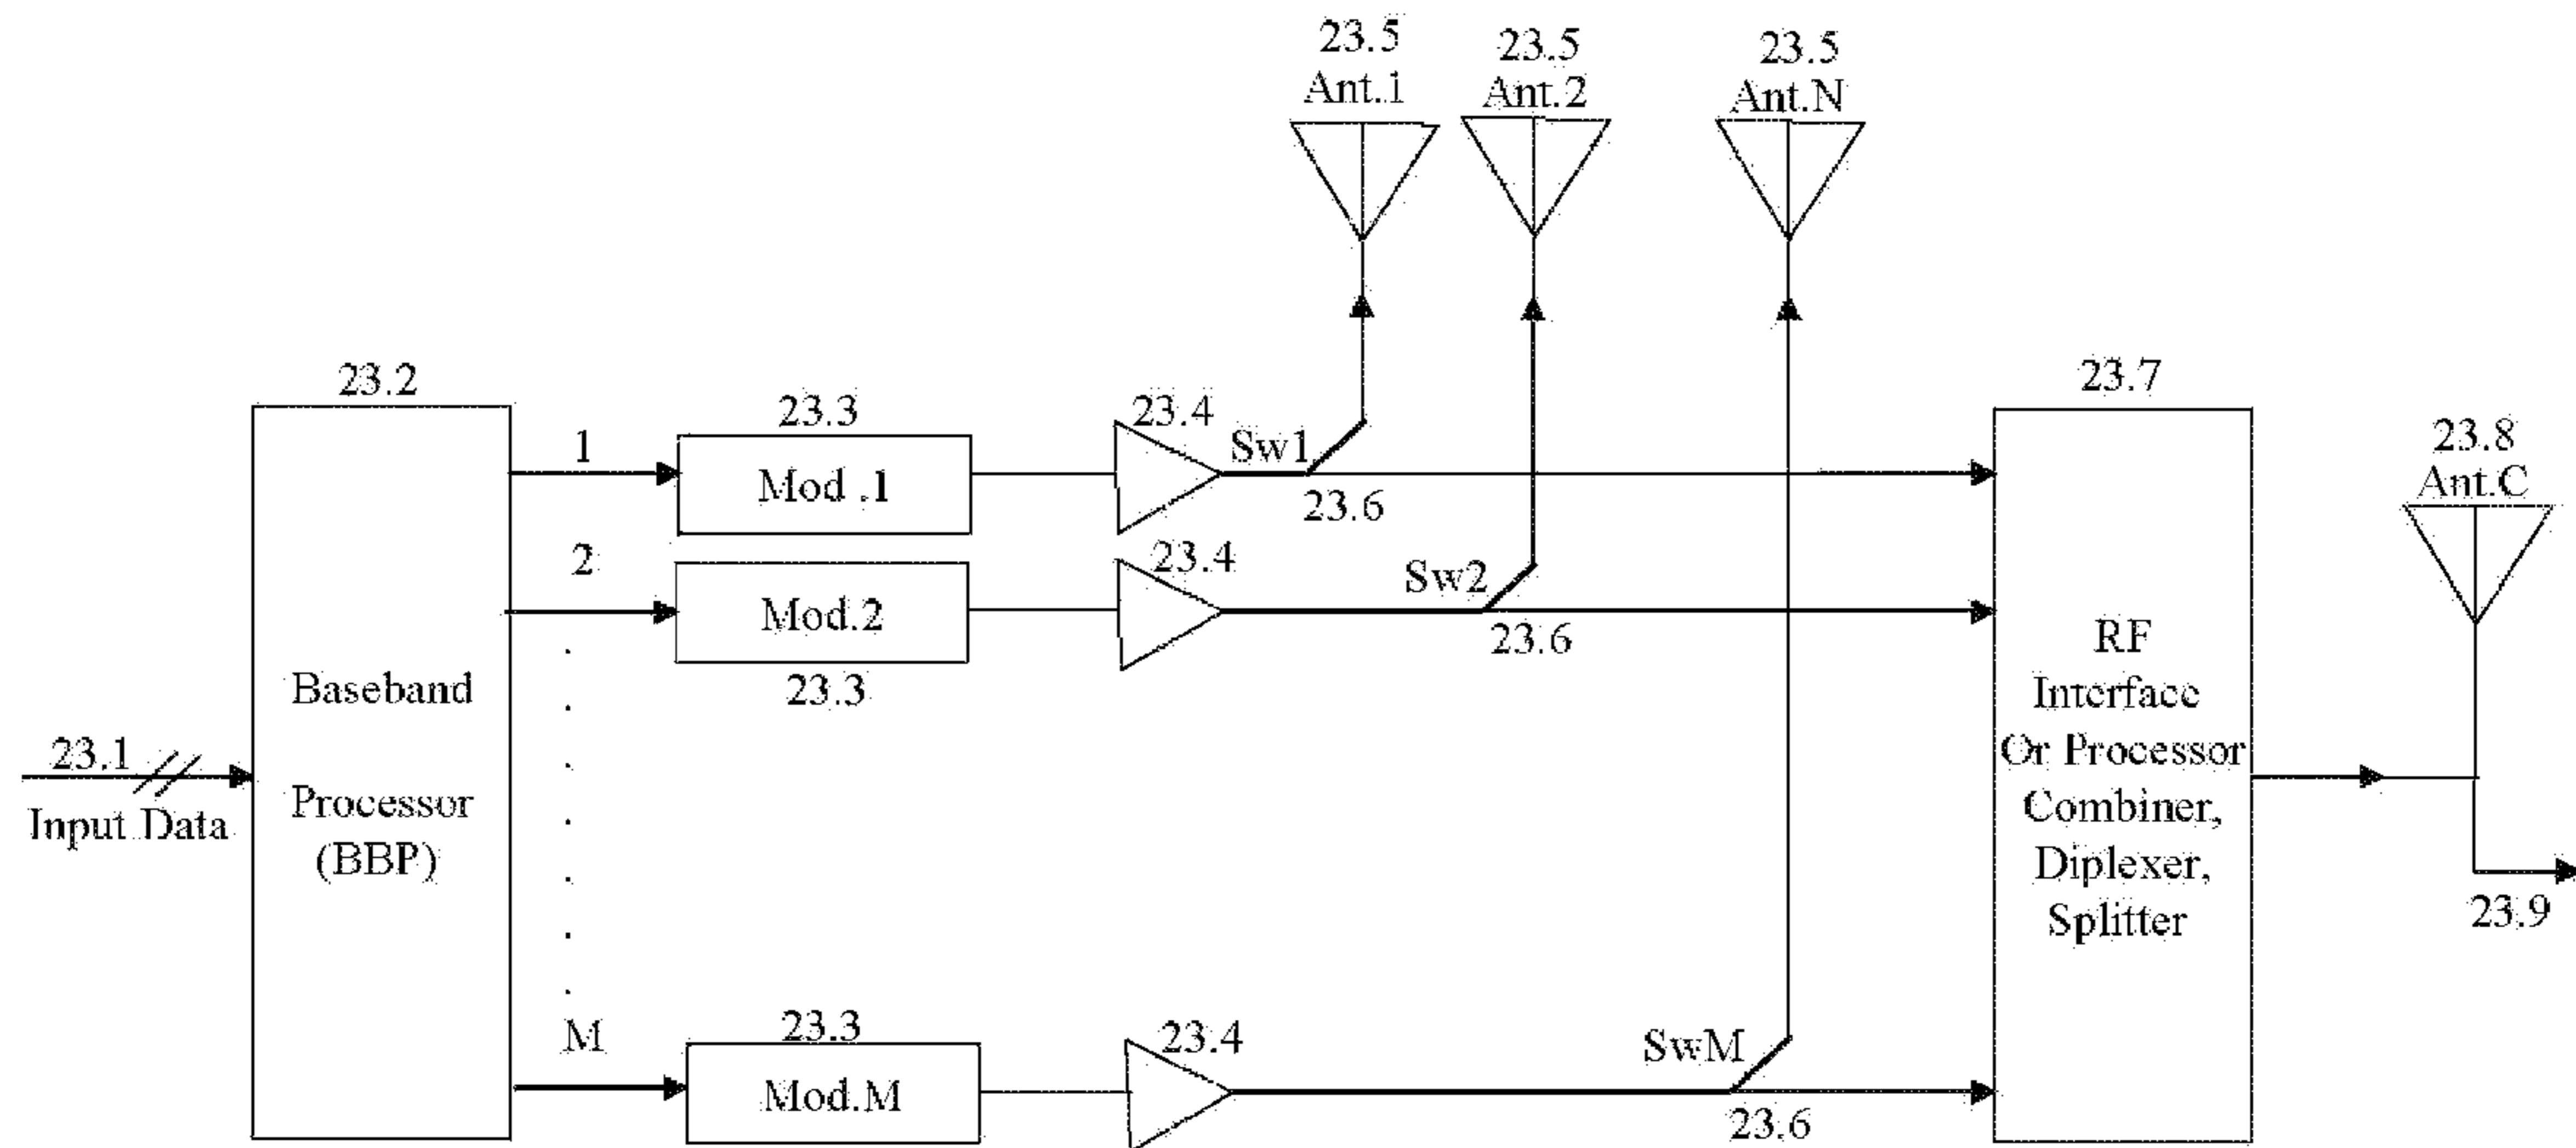 23.5
Ant.1
23.5
Ant.2
23.5
Ant.N
23.2
Baseband
Processor
(BBP)
23.1
Input Data
1
23.3
Mod .1
23.4
Sw1
23.6
2
Mod.2
23.3
23.4
Sw2
23.6
M
23.3
Mod.M
23.4
SwM
23.6
23.7
RF
Interface
Or Processor
Combiner,
Diplexer,
Splitter
23.8
Ant.C
23.9